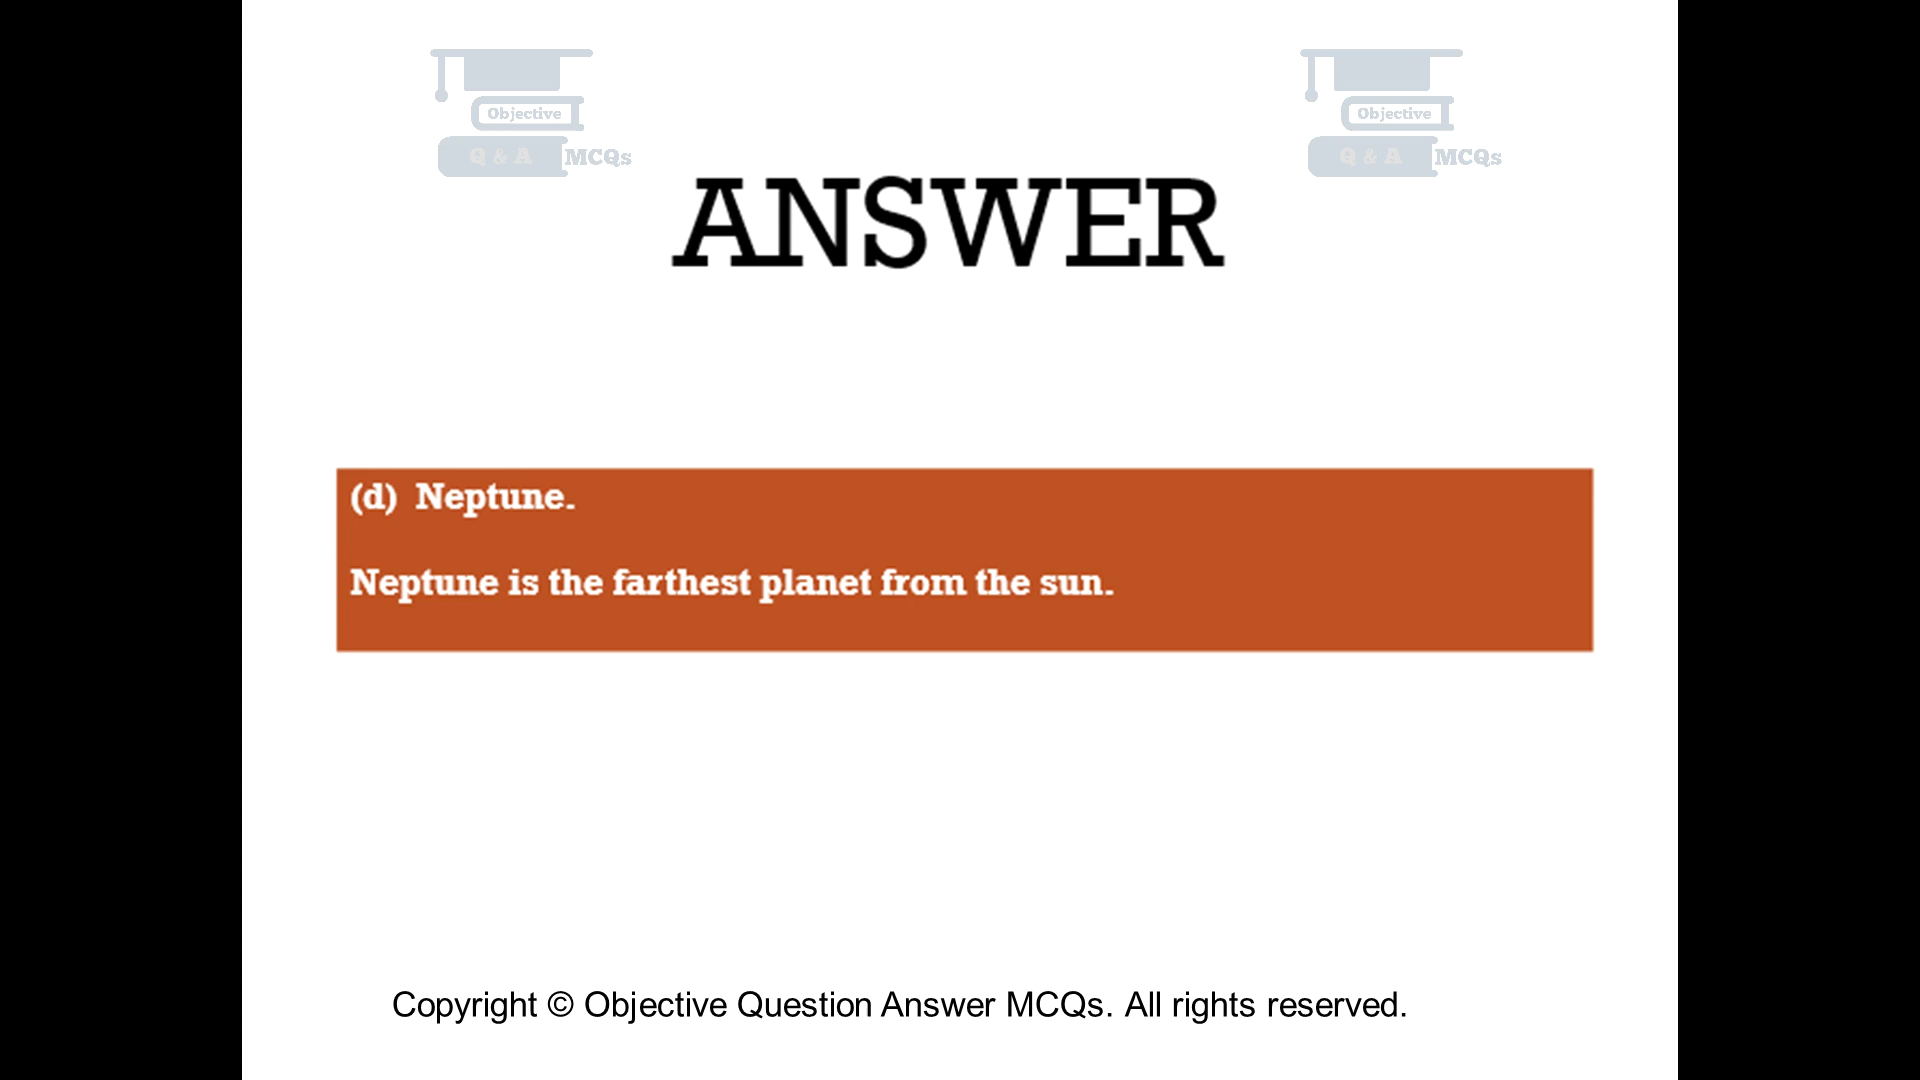 Objective
Q & A MCQs
Objective
Q & A MCQs
ANSWER
(d) Neptune.
Neptune is the farthest planet from the sun.
Copyright © Objective Question Answer MCQs. All rights reserved.